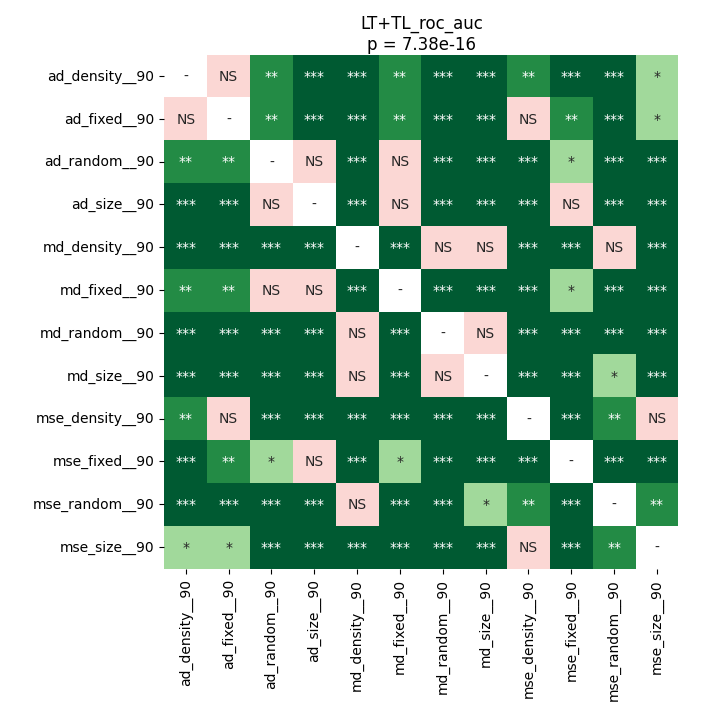 LT+TL_roc_auc
p = 7.38e-16
ad_density__90 - NS ** *** *** ** *** *** ** *** *** *
ad_fixed__90 NS - ** *** *** ** *** *** NS ** *** *
ad_random__90 ** ** - NS *** NS *** *** *** * *** ***
ad_size__90 *** *** NS - *** NS *** *** *** NS *** ***
md_density__90 *** *** *** *** - *** NS NS *** *** NS ***
md_fixed__90 ** ** NS NS *** - *** *** *** * *** ***
md_random__90 *** *** *** *** NS *** - NS *** *** *** ***
md_size__90 *** *** *** *** NS *** NS - *** *** * ***
mse_density__90 ** NS *** *** *** *** *** *** - *** ** NS
mse_fixed__90 *** ** * NS *** * *** *** *** - *** ***
mse_random__90 *** *** *** *** NS *** *** * ** *** - **
mse_size__90 * * *** *** *** *** *** *** NS *** ** -
ad_density__90
ad_fixed__90
ad_random__90
ad_size__90
md_density__90
md_fixed__90
md_random__90
md_size__90
mse_density__90
mse_fixed__90
mse_random__90
mse_size__90